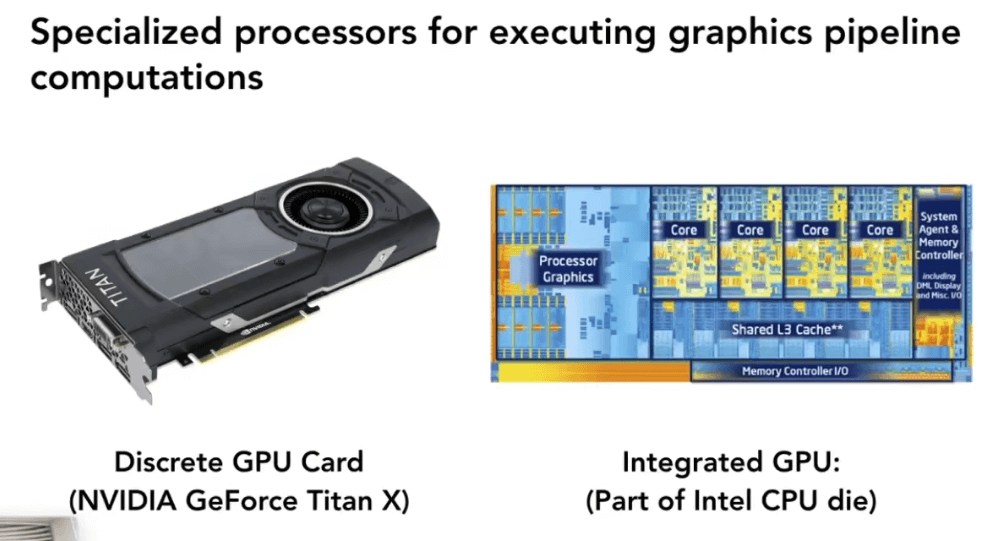 Specialized processors for executing graphics pipeline
computations
TITAN
NVIDIA
Processor
Graphics
Core
Core
Core
Core
System
Agent &
Memory
Controller
including
DMI, Display
and Misc. I/O
Shared L3 Cache**
Memory Controller I/O
Discrete GPU Card
(NVIDIA GeForce Titan X)
Integrated GPU:
(Part of Intel CPU die)